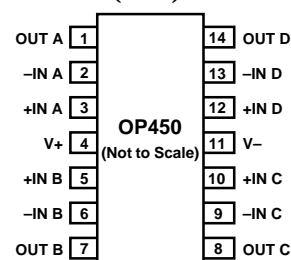 OUT A 1 14 OUT D
–IN A 2 13 –IN D
+IN A 3 12 +IN D
OP450
V+ 4 11 V–
(Not to Scale)
+IN B 5 10 +IN C
–IN B 6 9 –IN C
OUT B 7 8 OUT C